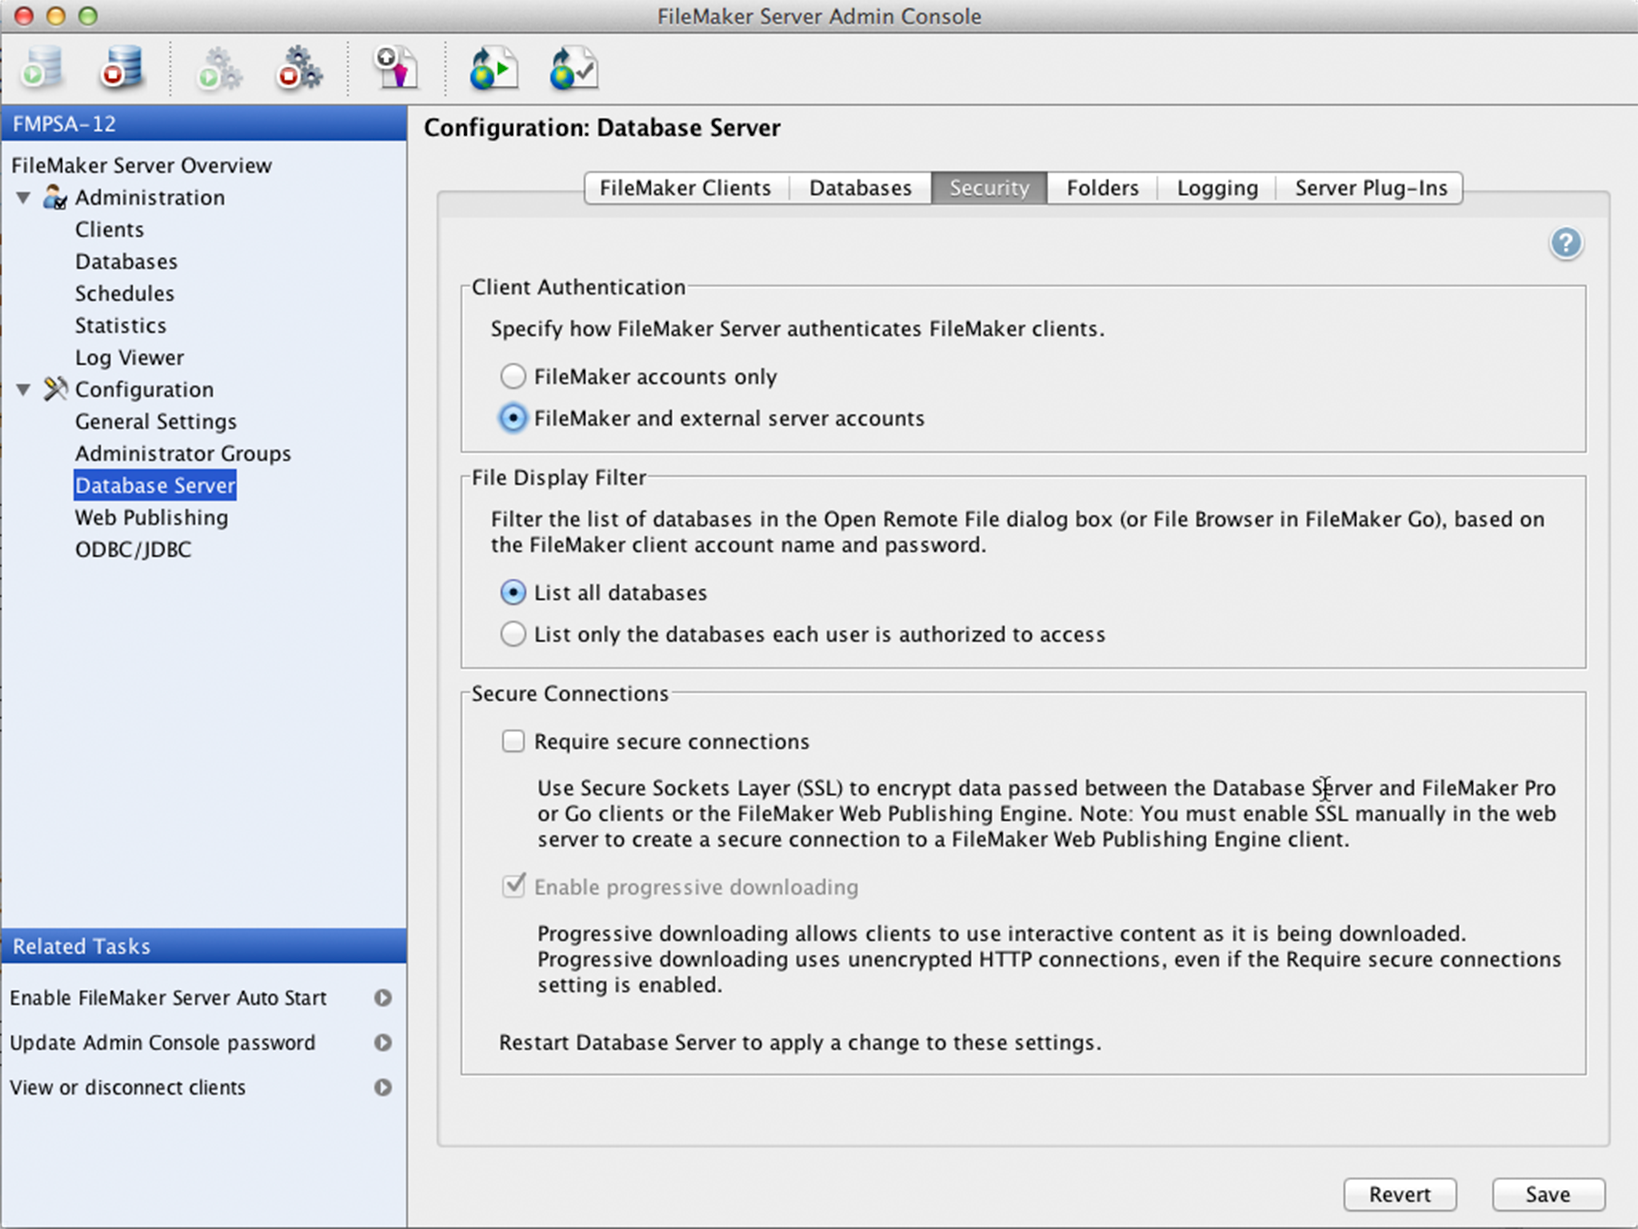 FileMaker Server Admin Console
FMPSA-12
FileMaker Server Overview
Administration
Clients
Databases
Schedules
Statistics
Log Viewer
Configuration
General Settings
Administrator Groups
Database Server
Web Publishing
ODBC/JDBC
Related Tasks
Enable FileMaker Server Auto Start
Update Admin Console password
View or disconnect clients
Configuration: Database Server
FileMaker Clients
Databases
Security
Folders
Logging
Server Plug-Ins
?
Client Authentication
Specify how FileMaker Server authenticates FileMaker clients.
FileMaker accounts only
FileMaker and external server accounts
File Display Filter
Filter the list of databases in the Open Remote File dialog box (or File Browser in FileMaker Go), based on
the FileMaker client account name and password.
List all databases
List only the databases each user is authorized to access
Secure Connections
Require secure connections
Use Secure Sockets Layer (SSL) to encrypt data passed between the Database Server and FileMaker Pro
or Go clients or the FileMaker Web Publishing Engine. Note: You must enable SSL manually in the web
server to create a secure connection to a FileMaker Web Publishing Engine client.
Enable progressive downloading
Progressive downloading allows clients to use interactive content as it is being downloaded.
Progressive downloading uses unencrypted HTTP connections, even if the Require secure connections
setting is enabled.
Restart Database Server to apply a change to these settings.
Revert
Save